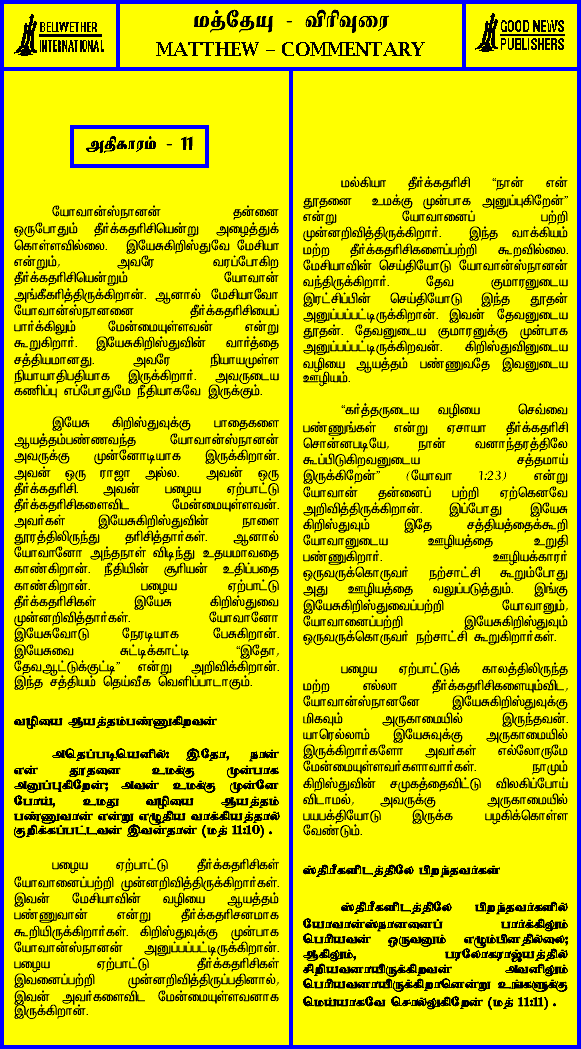 BELLWETHER
INTERNATIONAL
மத்தேயு - விரிவுரை
MATTHEW – COMMENTARY
GOOD NEWS
PUBLISHERS
அதிகாரம் - 11
யோவான்ஸ்நானன் தன்னை
ஒருபோதும் தீர்க்கதரிசியென்று அழைத்துக்
கொள்ளவில்லை. இயேசுகிறிஸ்துவே மேசியா
என்றும், அவரே வரப்போகிற
தீர்க்கதரிசியென்றும் யோவான்
அங்கீகரித்திருக்கிறான். ஆனால் மேசியாவோ
யோவான்ஸ்நானனை தீர்க்கதரிசியைப்
பார்க்கிலும் மேன்மையுள்ளவன் என்று
கூறுகிறார். இயேசுகிறிஸ்துவின் வார்த்தை
சத்தியமானது. அவரே நியாயமுள்ள
நியாயாதிபதியாக இருக்கிறார். அவருடைய
கணிப்பு எப்போதுமே நீதியாகவே இருக்கும்.
இயேசு கிறிஸ்துவுக்கு பாதைகளை
ஆயத்தம்பண்ணவந்த யோவான்ஸ்நானன்
அவருக்கு முன்னோடியாக இருக்கிறான்.
அவன் ஒரு ராஜா அல்ல. அவன் ஒரு
தீர்க்கதரிசி. அவன் பழைய ஏற்பாட்டு
தீர்க்கதரிசிகளைவிட மேன்மையுள்ளவன்.
அவர்கள் இயேசுகிறிஸ்துவின் நாளை
தூரத்திலிருந்து தரிசித்தார்கள். ஆனால்
யோவானோ அந்தநாள் விடிந்து உதயமாவதை
காண்கிறான். நீதியின் சூரியன் உதிப்பதை
காண்கிறான். பழைய ஏற்பாட்டு
தீர்க்கதரிசிகள் இயேசு கிறிஸ்துவை
முன்னறிவித்தார்கள். யோவானோ
இயேசுவோடு நேரடியாக பேசுகிறான்.
இயேசுவை சுட்டிக்காட்டி “இதோ,
தேவஆட்டுக்குட்டி” என்று அறிவிக்கிறான்.
இந்த சத்தியம் தெய்வீக வெளிப்பாடாகும்.
வழியை ஆயத்தம்பண்ணுகிறவன்
அதெப்படியெனில்: இதோ, நான்
என் தூதனை உமக்கு முன்பாக
அனுப்புகிறேன்; அவன் உமக்கு முன்னே
போய், உமது வழியை ஆயத்தம்
பண்ணுவான் என்று எழுதிய வாக்கியத்தால்
குறிக்கப்பட்டவன் இவன்தான் (மத் 11:10) .
பழைய ஏற்பாட்டு தீர்க்கதரிசிகள்
யோவானைப்பற்றி முன்னறிவித்திருக்கிறார்கள்.
இவன் மேசியாவின் வழியை ஆயத்தம்
பண்ணுவான் என்று தீர்க்கதரிசனமாக
கூறியிருக்கிறார்கள். கிறிஸ்துவுக்கு முன்பாக
யோவான்ஸ்நானன் அனுப்பப்பட்டிருக்கிறான்.
பழைய ஏற்பாட்டு தீர்க்கதரிசிகள்
இவனைப்பற்றி முன்னறிவித்திருப்பதினால்,
இவன் அவர்களைவிட மேன்மையுள்ளவனாக
இருக்கிறான்.
மல்கியா தீர்க்கதரிசி “நான் என்
தூதனை உமக்கு முன்பாக அனுப்புகிறேன்”
என்று யோவானைப் பற்றி
முன்னறிவித்திருக்கிறார். இந்த வாக்கியம்
மற்ற தீர்க்கதரிசிகளைப்பற்றி கூறவில்லை.
மேசியாவின் செய்தியோடு யோவான்ஸ்நானன்
வந்திருக்கிறார். தேவ குமாரனுடைய
இரட்சிப்பின் செய்தியோடு இந்த தூதன்
அனுப்பப்பட்டிருக்கிறான். இவன் தேவனுடைய
தூதன். தேவனுடைய குமாரனுக்கு முன்பாக
அனுப்பப்பட்டிருக்கிறவன். கிறிஸ்துவினுடைய
வழியை ஆயத்தம் பண்ணுவதே இவனுடைய
ஊழியம்.
“கர்த்தருடைய வழியை செவ்வை
பண்ணுங்கள் என்று ஏசாயா தீர்க்கதரிசி
சொன்னபடியே, நான் வனாந்தரத்திலே
கூப்பிடுகிறவனுடைய சத்தமாய்
இருக்கிறேன்” (யோவா 1:23) என்று
யோவான் தன்னைப் பற்றி ஏற்கெனவே
அறிவித்திருக்கிறான். இப்போது இயேசு
கிறிஸ்துவும் இதே சத்தியத்தைக்கூறி
யோவானுடைய ஊழியத்தை உறுதி
பண்ணுகிறார். ஊழியக்காரர்
ஒருவருக்கொருவர் நற்சாட்சி கூறும்போது
அது ஊழியத்தை வலுப்படுத்தும். இங்கு
இயேசுகிறிஸ்துவைப்பற்றி யோவானும்,
யோவானைப்பற்றி இயேசுகிறிஸ்துவும்
ஒருவருக்கொருவர் நற்சாட்சி கூறுகிறார்கள்.
பழைய ஏற்பாட்டுக் காலத்திலிருந்த
மற்ற எல்லா தீர்க்கதரிசிகளையும்விட,
யோவான்ஸ்நானனே இயேசுகிறிஸ்துவுக்கு
மிகவும் அருகாமையில் இருந்தவன்.
யாரெல்லாம் இயேசுவுக்கு அருகாமையில்
இருக்கிறார்களோ அவர்கள் எல்லோருமே
மேன்மையுள்ளவர்களாவார்கள். நாமும்
கிறிஸ்துவின் சமுகத்தைவிட்டு விலகிப்போய்
விடாமல், அவருக்கு அருகாமையில்
பயபக்தியோடு இருக்க பழகிக்கொள்ள
வேண்டும்.
ஸ்திரீகளிடத்திலே பிறந்தவர்கள்
ஸ்திரீகளிடத்திலே பிறந்தவர்களில்
யோவான்ஸ்நானனைப் பார்க்கிலும்
பெரியவன் ஒருவனும் எழும்பினதில்லை;
ஆகிலும், பரலோகராஜ்யத்தில்
சிறியவனாயிருக்கிறவன் அவனிலும்
பெரியவனாயிருக்கிறானென்று உங்களுக்கு
மெய்யாகவே சொல்லுகிறேன் (மத் 11:11) .